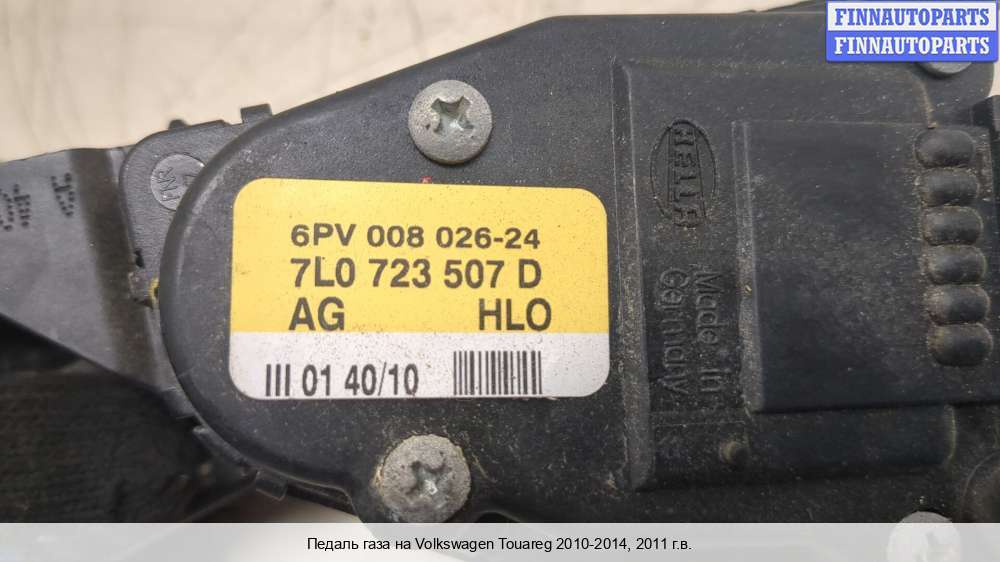 FINNAUTOPARTS
FINNAUTOPARTS
HELLA
6PV 008 026-24
7L0 723 507 D
AG HLO
III 01 40/10
Made in
Germany
Педаль газа на Volkswagen Touareg 2010-2014, 2011 г.в.